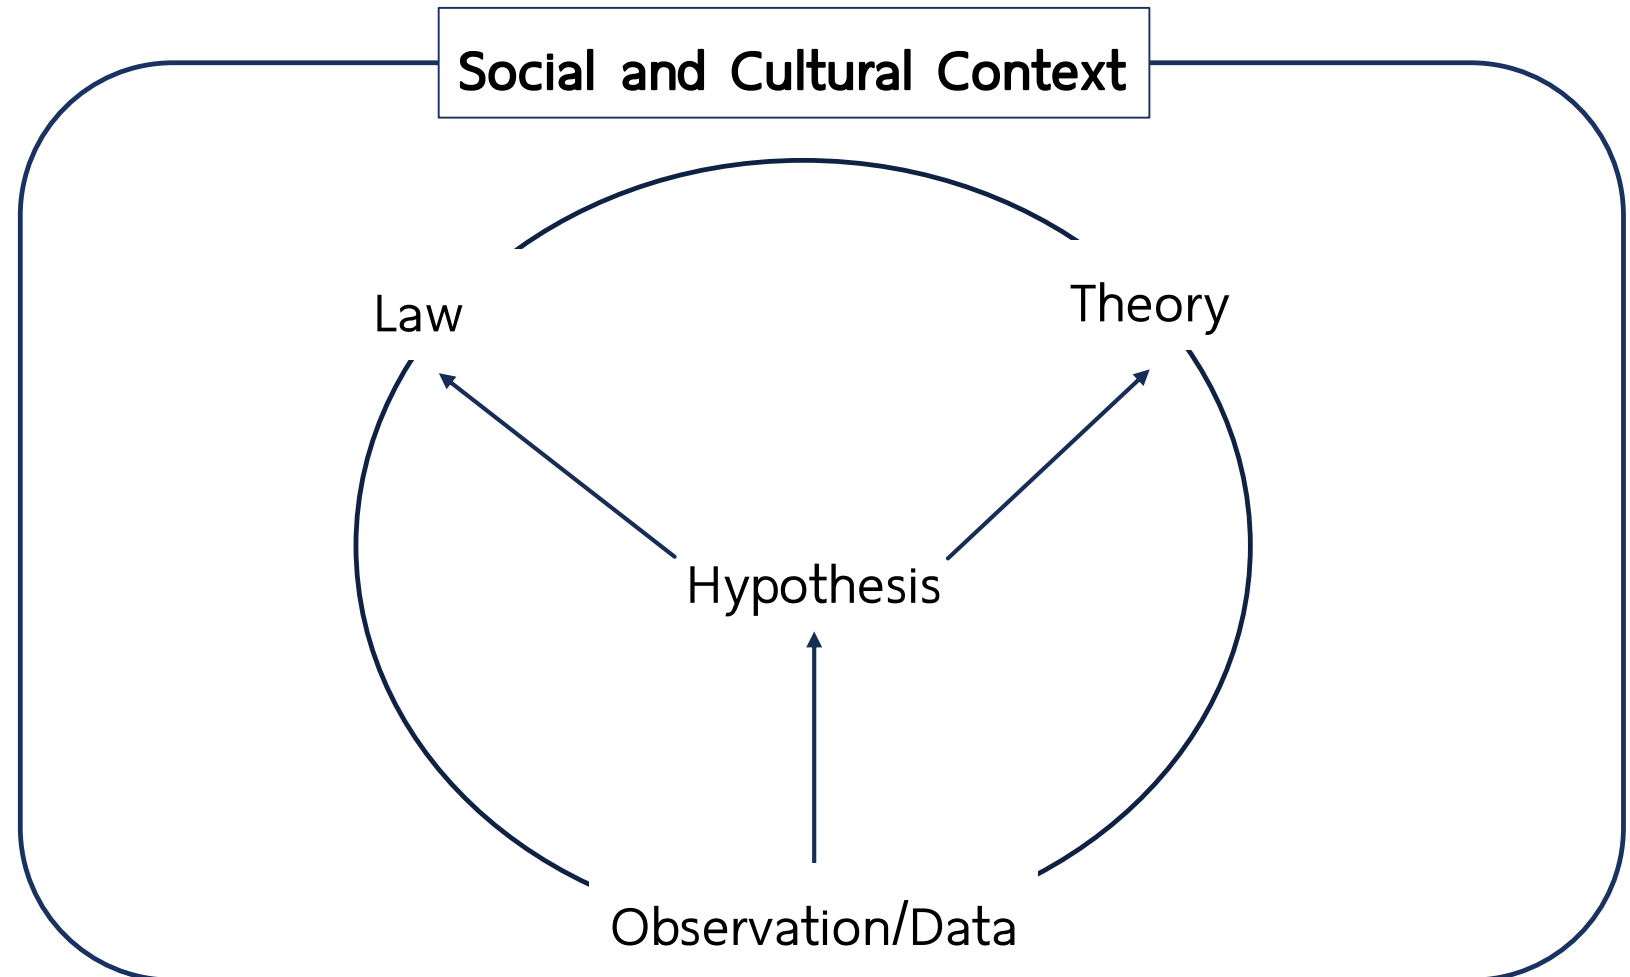 Social and Cultural Context
Law
Theory
Hypothesis
Observation/Data